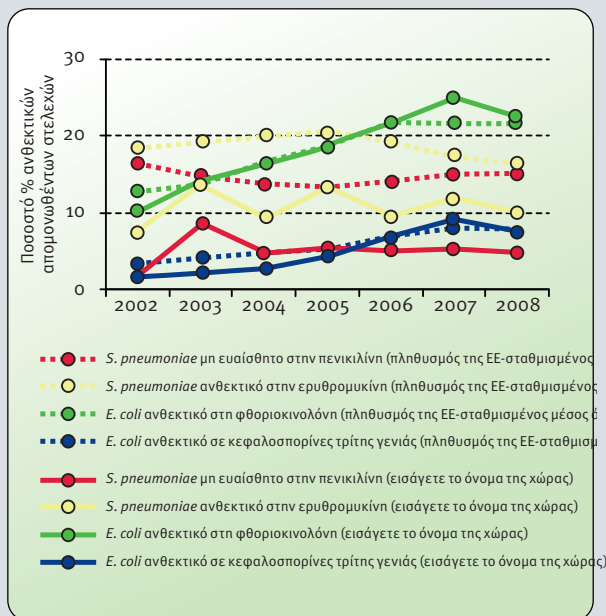 Ποσοστό % ανθεκτικών
απομονωθέντων στελεχών
30
20
10
0
2002 2003 2004 2005 2006 2007 2008
S. pneumoniae μη ευαίσθητο στην πενικιλίνη (πληθυσμός της ΕΕ-σταθμισμένος
S. pneumoniae ανθεκτικό στην ερυθρομυκίνη (πληθυσμός της ΕΕ-σταθμισμένος
E. coli ανθεκτικό στη φθοριοκινολόνη (πληθυσμός της ΕΕ-σταθμισμένος μέσος
E. coli ανθεκτικό σε κεφαλοσπορίνες τρίτης γενιάς (πληθυσμός της ΕΕ-σταθμισμ
S. pneumoniae μη ευαίσθητο στην πενικιλίνη (εισάγετε το όνομα της χώρας)
S. pneumoniae ανθεκτικό στην ερυθρομυκίνη (εισάγετε το όνομα της χώρας)
E. coli ανθεκτικό στη φθοριοκινολόνη (εισάγετε το όνομα της χώρας)
E. coli ανθεκτικό σε κεφαλοσπορίνες τρίτης γενιάς (εισάγετε το όνομα της χώρας)